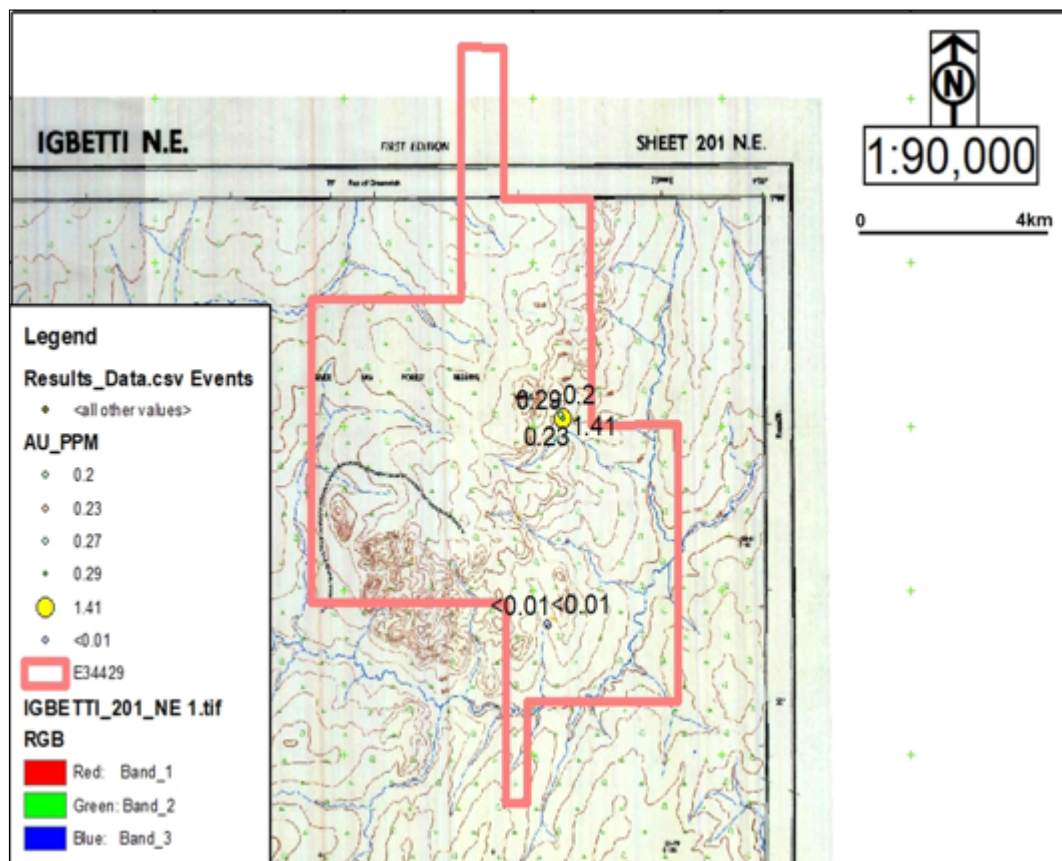 IGBETTI N.E.
FIRST EDITION
SHEET 201 N.E.
N
1:90,000
0 4km
FOREST
0.29 0.2
0.23 1.41
<0.01 <0.01
Legend
Results_Data.csv Events
<all other values>
AU_PPM
0.2
0.23
0.27
0.29
1.41
<0.01
E34429
IGBETTI_201_NE 1.tif
RGB
Red: Band_1
Green: Band_2
Blue: Band_3